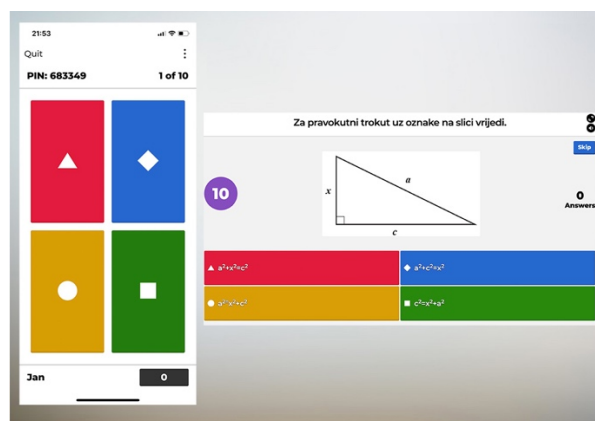 21:53
Quit
PIN: 683349
1 of 10
Jan
0
Za pravokutni trokut uz oznake na slici vrijedi.
Skip
10
x
a
c
0
Answers
a²+x²=c²
a²+c²=x²
a²=x²+c²
c²=x²+a²